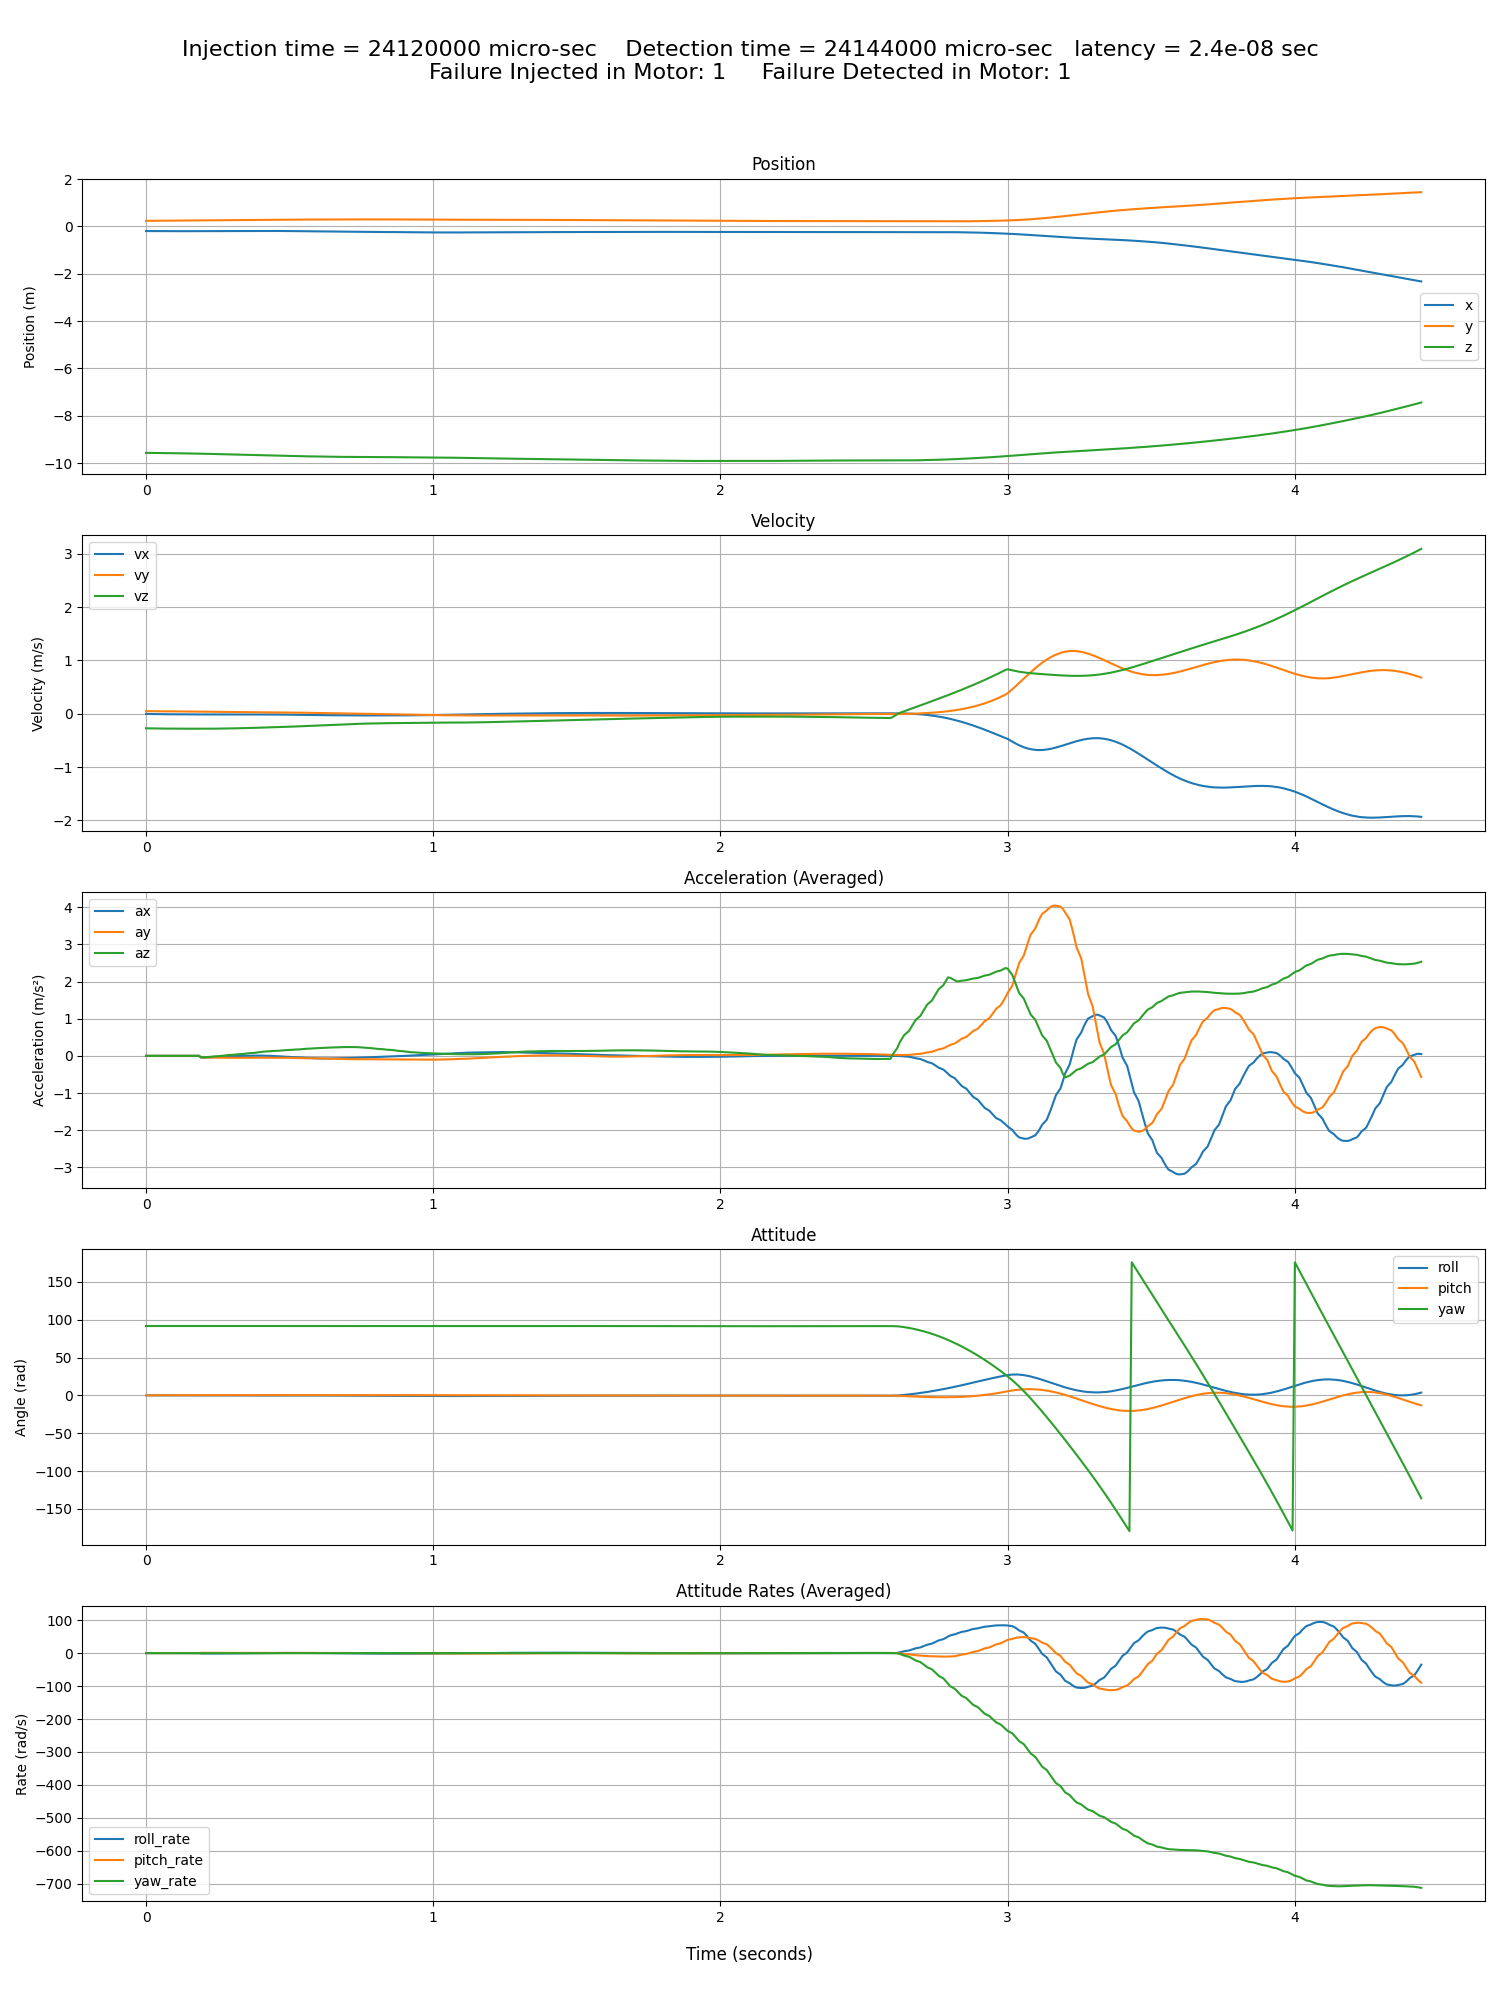 Injection time = 24120000 micro-sec    Detection time = 24144000 micro-sec   latency = 2.4e-08 sec
Failure Injected in Motor: 1     Failure Detected in Motor: 1
Position
2
0
−2
−4
−6
−8
−10
Position (m)
x
y
z
0 1 2 3 4
Velocity
3
2
1
0
−1
−2
Velocity (m/s)
vx
vy
vz
0 1 2 3 4
Acceleration (Averaged)
4
3
2
1
0
−1
−2
−3
Acceleration (m/s²)
ax
ay
az
0 1 2 3 4
Attitude
150
100
50
0
−50
−100
−150
Angle (rad)
roll
pitch
yaw
0 1 2 3 4
Attitude Rates (Averaged)
100
0
−100
−200
−300
−400
−500
−600
−700
Rate (rad/s)
roll_rate
pitch_rate
yaw_rate
0 1 2 3 4
Time (seconds)